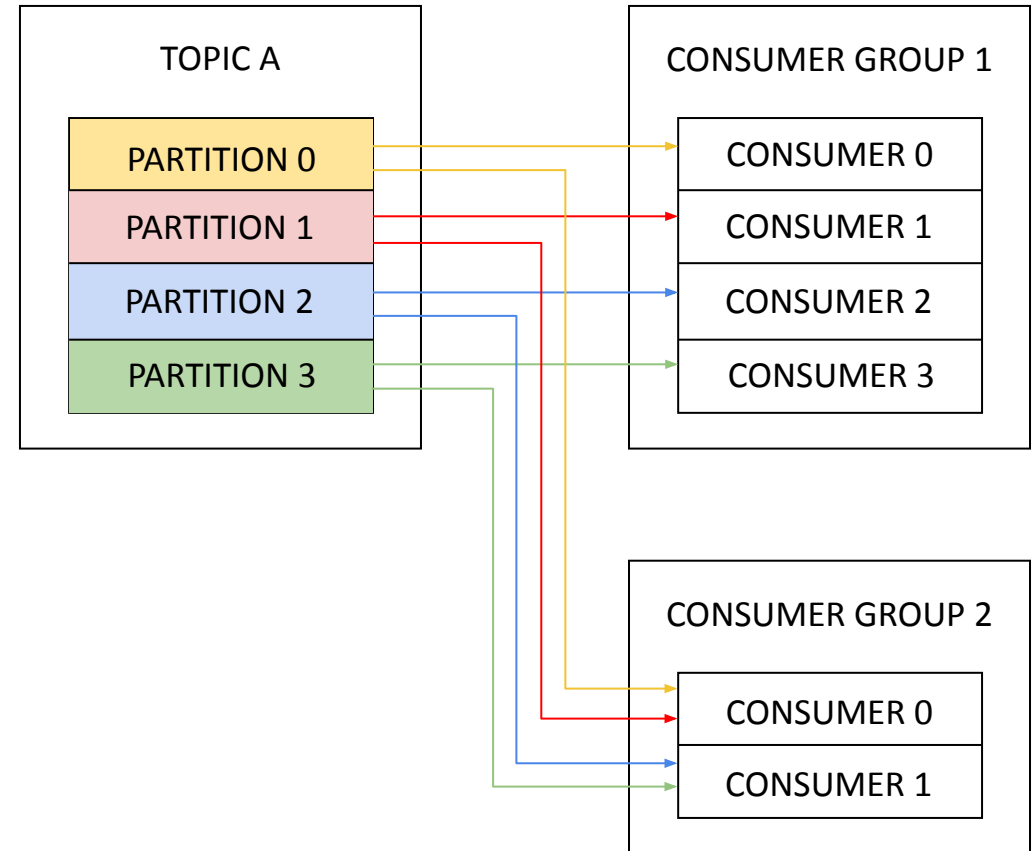 TOPIC A
PARTITION 0
PARTITION 1
PARTITION 2
PARTITION 3
CONSUMER GROUP 1
CONSUMER 0
CONSUMER 1
CONSUMER 2
CONSUMER 3
CONSUMER GROUP 2
CONSUMER 0
CONSUMER 1